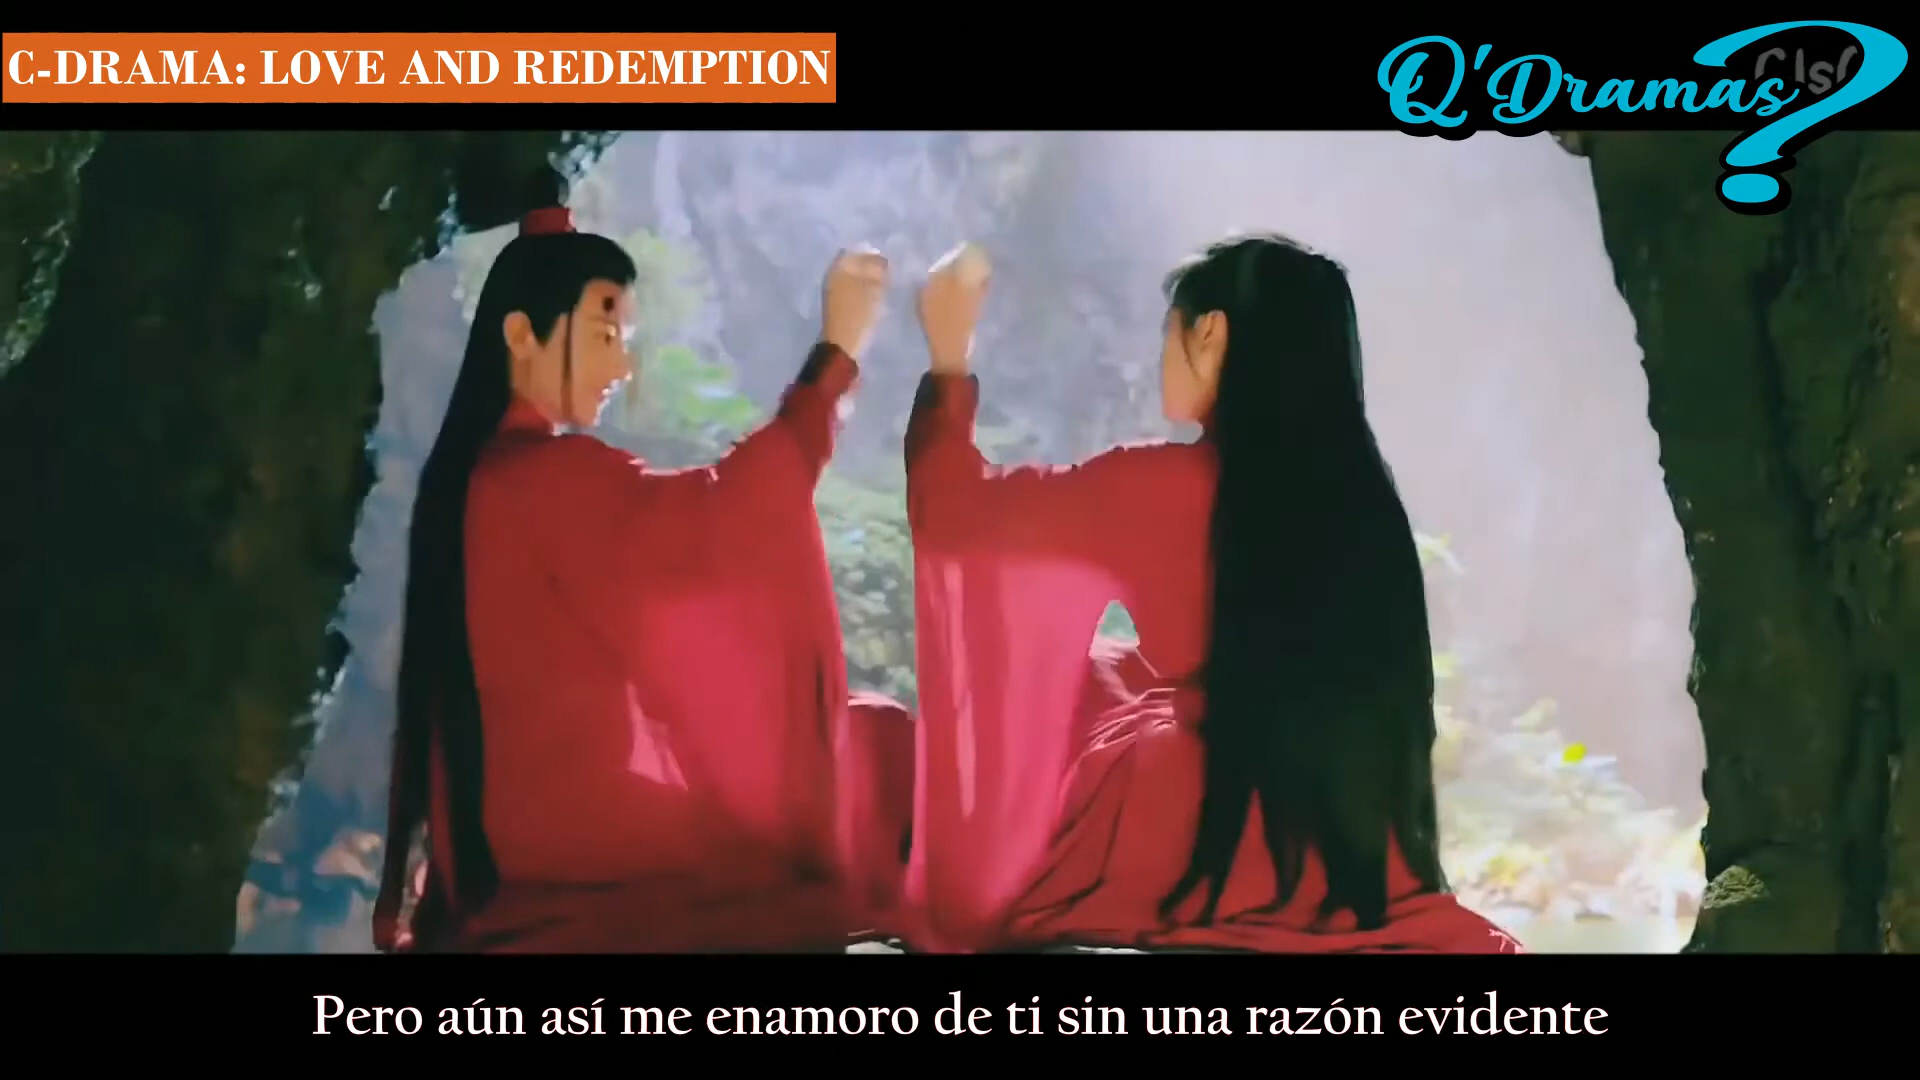 C-DRAMA: LOVE AND REDEMPTION
Q'Dramas?
Pero aún así me enamoro de ti sin una razón evidente